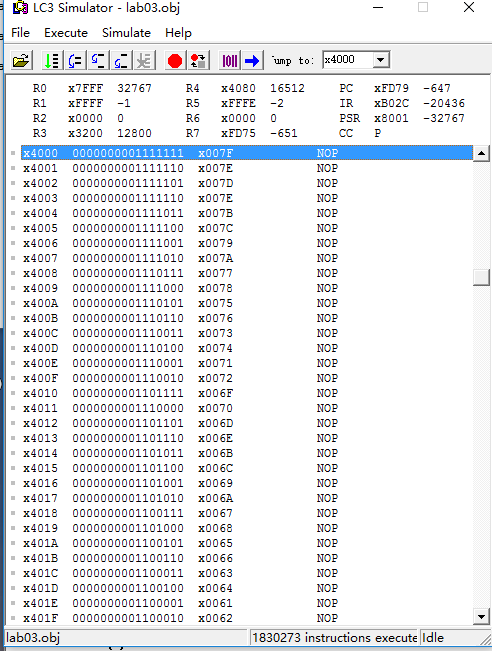 LC3 Simulator - lab03.obj
File Execute Simulate Help
Jump to: x4000
R0 x7FFF 32767 R4 x4080 16512 PC xFD79 -647
R1 xFFFF -1 R5 xFFFE -2 IR xB02C -20436
R2 x0000 0 R6 x0000 0 PSR x8001 -32767
R3 x3200 12800 R7 xFD75 -651 CC P
x4000 0000000001111111 x007F NOP
x4001 0000000001111110 x007E NOP
x4002 0000000001111101 x007D NOP
x4003 0000000001111110 x007E NOP
x4004 0000000001111011 x007B NOP
x4005 0000000001111100 x007C NOP
x4006 0000000001111001 x0079 NOP
x4007 0000000001111010 x007A NOP
x4008 0000000001110111 x0077 NOP
x4009 0000000001111000 x0078 NOP
x400A 0000000001110101 x0075 NOP
x400B 0000000001110110 x0076 NOP
x400C 0000000001110011 x0073 NOP
x400D 0000000001110100 x0074 NOP
x400E 0000000001110001 x0071 NOP
x400F 0000000001110010 x0072 NOP
x4010 0000000001101111 x006F NOP
x4011 0000000001110000 x0070 NOP
x4012 0000000001101101 x006D NOP
x4013 0000000001101110 x006E NOP
x4014 0000000001101011 x006B NOP
x4015 0000000001101100 x006C NOP
x4016 0000000001101001 x0069 NOP
x4017 0000000001101010 x006A NOP
x4018 0000000001100111 x0067 NOP
x4019 0000000001101000 x0068 NOP
x401A 0000000001100101 x0065 NOP
x401B 0000000001100110 x0066 NOP
x401C 0000000001100011 x0063 NOP
x401D 0000000001100100 x0064 NOP
x401E 0000000001100001 x0061 NOP
x401F 0000000001100010 x0062 NOP
lab03.obj 1830273 instructions execute Idle